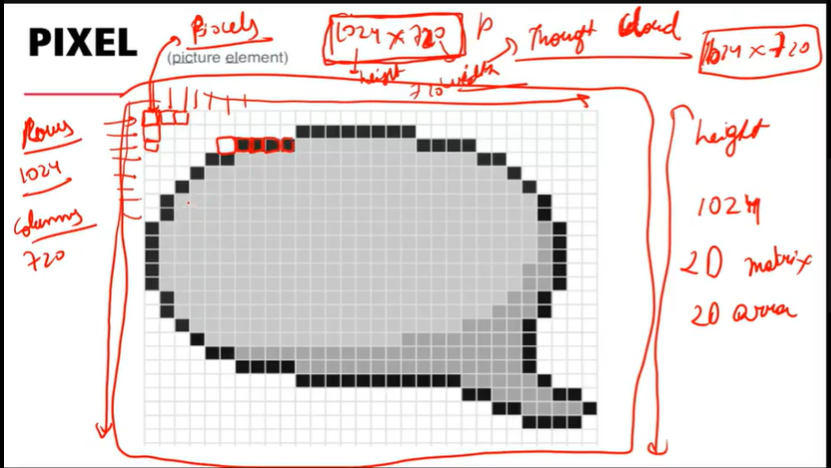 PIXEL
(picture element)
Pixels
1024 × 720 p
height
width
720
Thought Cloud
1024 × 720
Rows
1024
Columns
720
height
1024
2D matrix
2D array